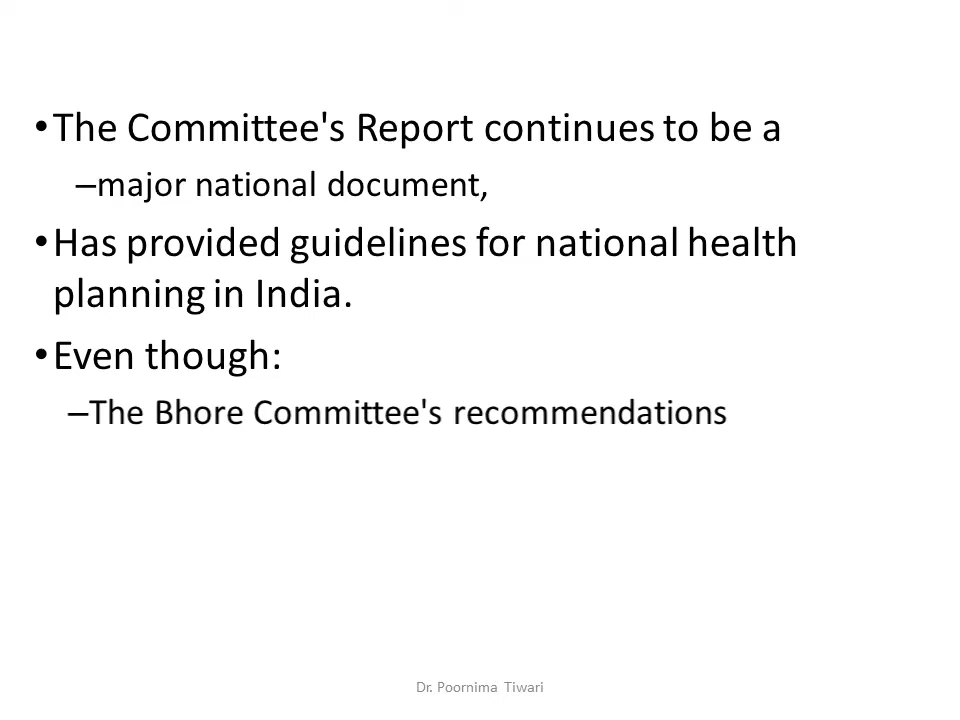 •The Committee's Report continues to be a
–major national document,
•Has provided guidelines for national health
planning in India.
•Even though:
–The Bhore Committee's recommendations
Dr. Poornima Tiwari